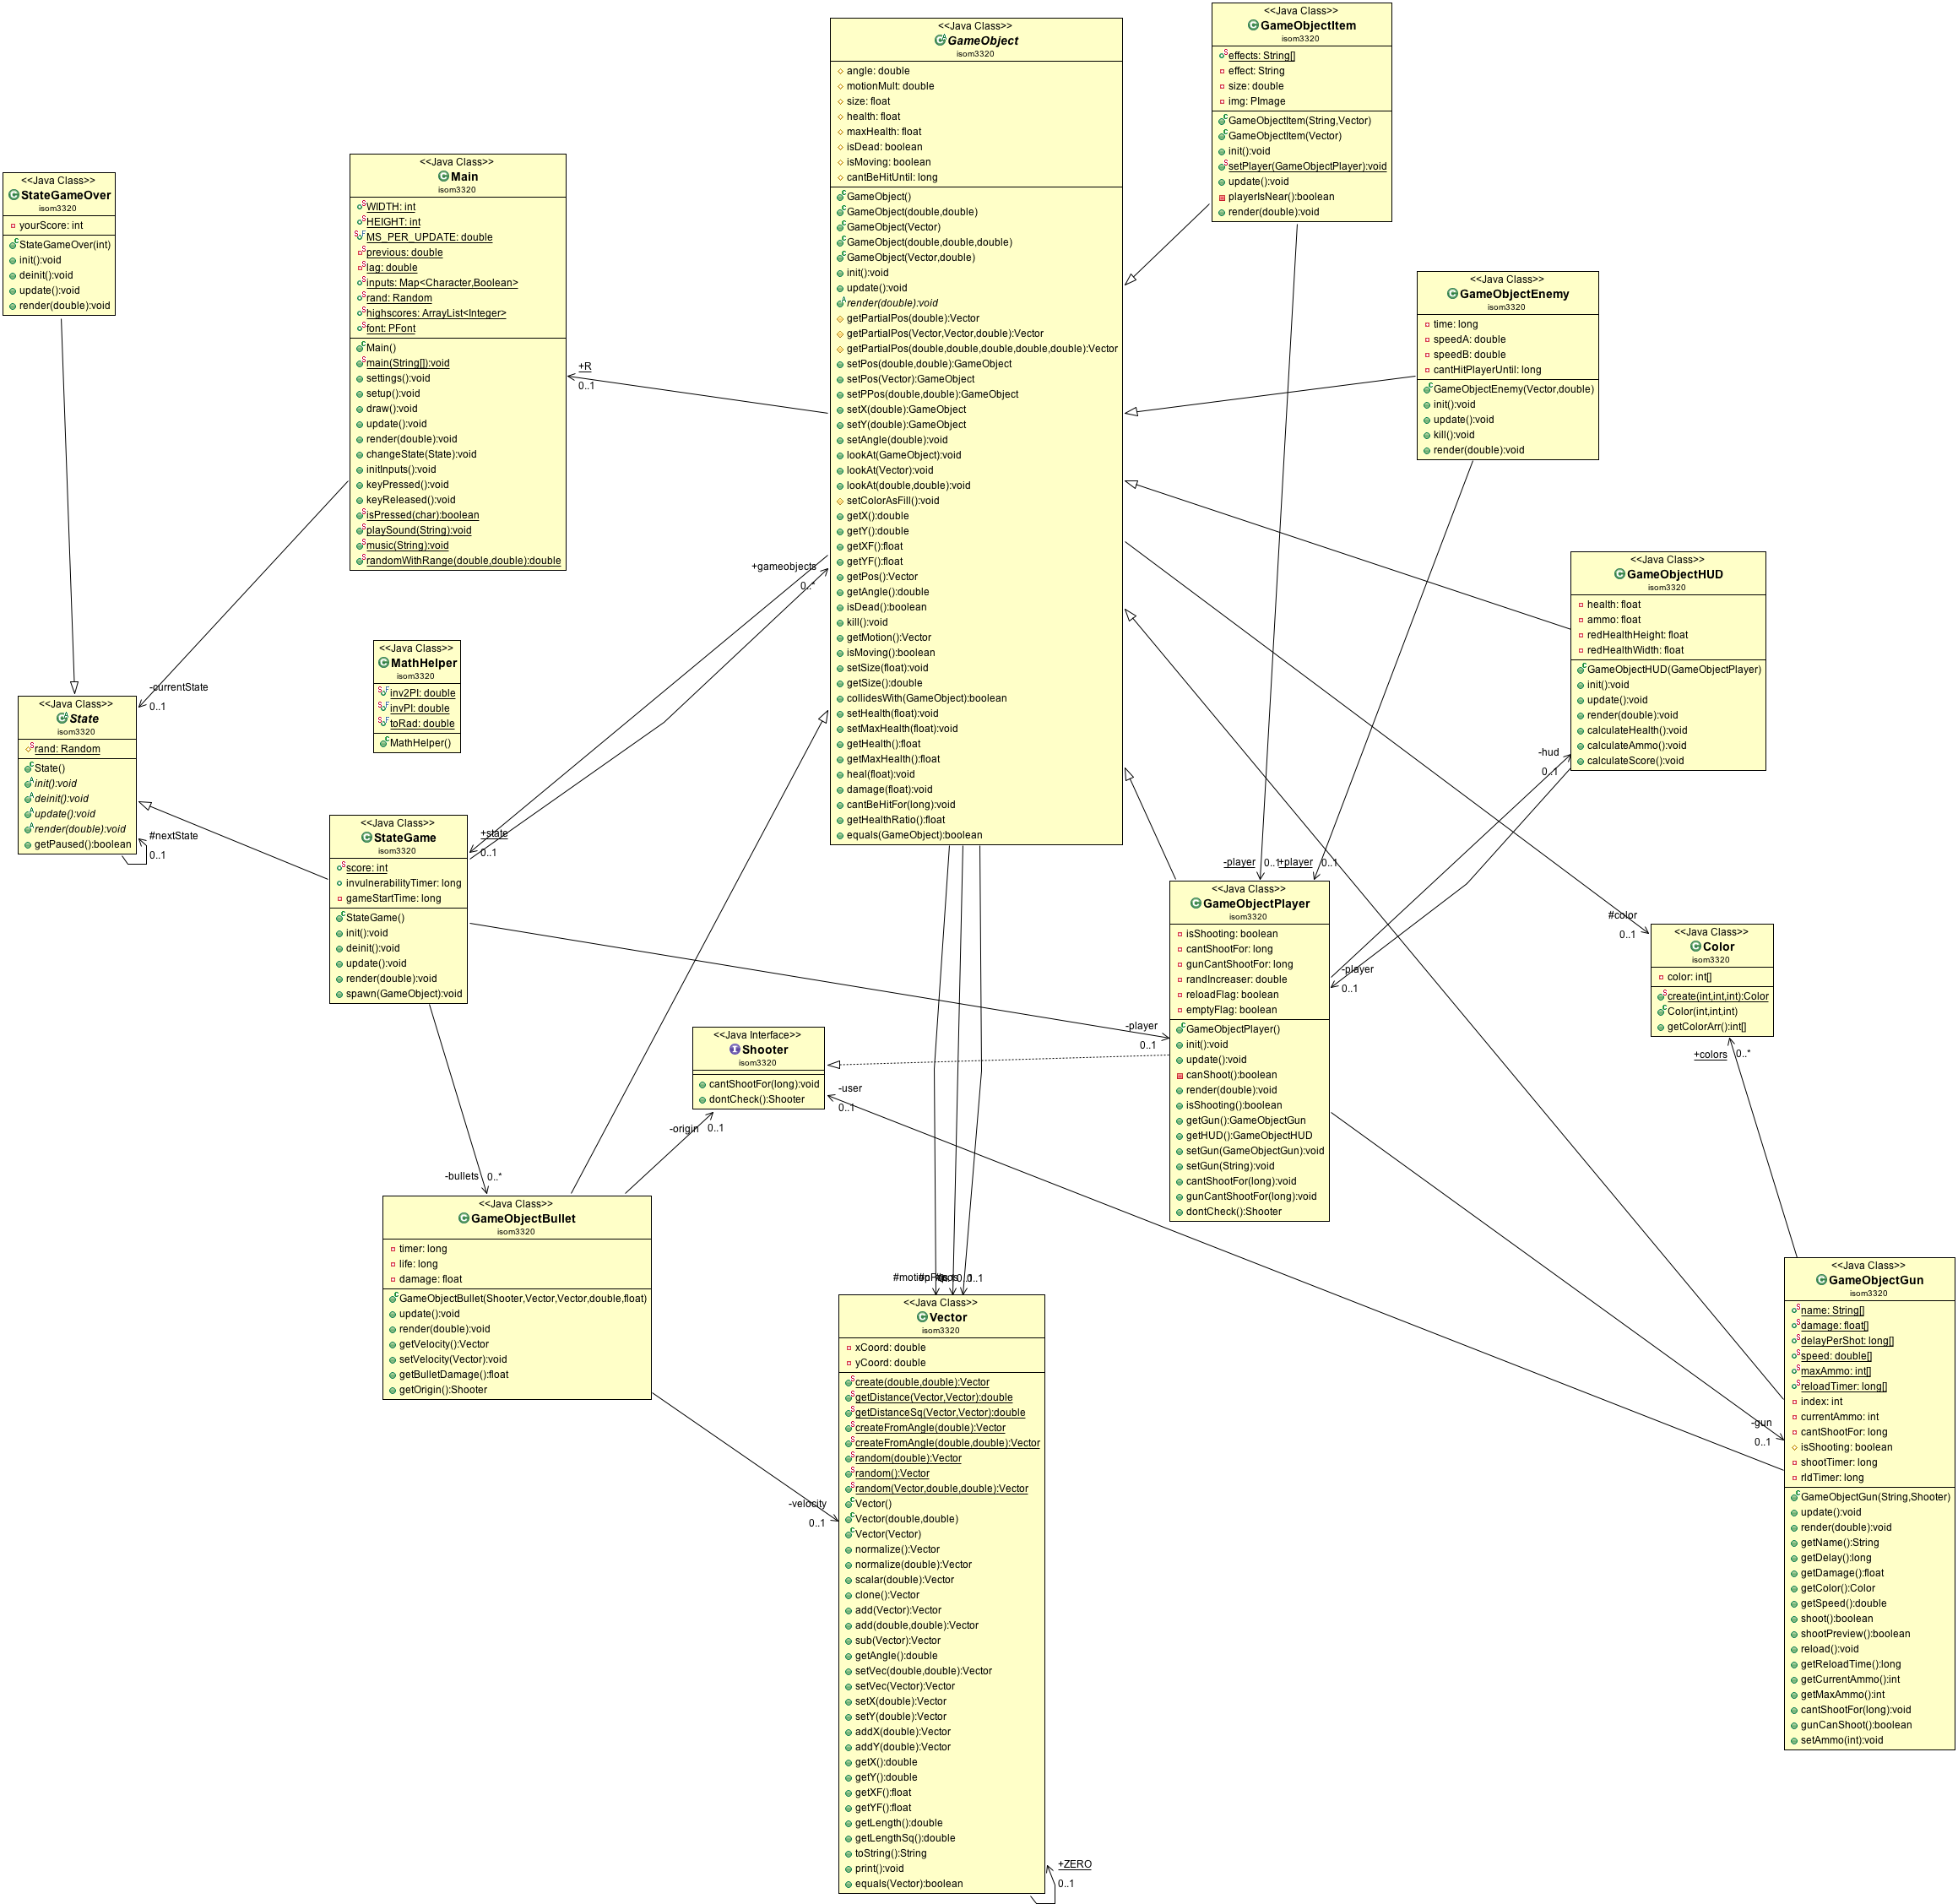 <<Java Class>>
GameObjectItem
isom3320
effects: String[]
effect: String
size: double
img: PImage
GameObjectItem(String,Vector)
GameObjectItem(Vector)
init():void
setPlayer(GameObjectPlayer):void
update():void
playerIsNear():boolean
render(double):void
<<Java Class>>
GameObject
isom3320
angle: double
motionMult: double
size: float
health: float
maxHealth: float
isDead: boolean
isMoving: boolean
cantBeHitUntil: long
GameObject()
GameObject(double,double)
GameObject(Vector)
GameObject(double,double,double)
GameObject(Vector,double)
init():void
update():void
render(double):void
getPartialPos(double):Vector
getPartialPos(Vector,Vector,double):Vector
getPartialPos(double,double,double,double,double):Vector
setPos(double,double):GameObject
setPos(Vector):GameObject
setPPos(double,double):GameObject
setX(double):GameObject
setY(double):GameObject
setAngle(double):void
lookAt(GameObject):void
lookAt(Vector):void
lookAt(double,double):void
setColorAsFill():void
getX():double
getY():double
getXF():float
getYF():float
getPos():Vector
getAngle():double
isDead():boolean
kill():void
getMotion():Vector
isMoving():boolean
setSize(float):void
getSize():double
collidesWith(GameObject):boolean
setHealth(float):void
setMaxHealth(float):void
getHealth():float
getMaxHealth():float
heal(float):void
damage(float):void
cantBeHitFor(long):void
getHealthRatio():float
equals(GameObject):boolean
<<Java Class>>
Main
isom3320
WIDTH: int
HEIGHT: int
MS_PER_UPDATE: double
previous: double
lag: double
inputs: Map<Character,Boolean>
rand: Random
highscores: ArrayList<Integer>
font: PFont
Main()
main(String[]):void
settings():void
setup():void
draw():void
update():void
render(double):void
changeState(State):void
initInputs():void
keyPressed():void
keyReleased():void
isPressed(char):boolean
playSound(String):void
music(String):void
randomWithRange(double,double):double
<<Java Class>>
StateGameOver
isom3320
yourScore: int
StateGameOver(int)
init():void
deinit():void
update():void
render(double):void
<<Java Class>>
GameObjectEnemy
isom3320
time: long
speedA: double
speedB: double
cantHitPlayerUntil: long
GameObjectEnemy(Vector,double)
init():void
update():void
kill():void
render(double):void
+R
0..1
<<Java Class>>
GameObjectHUD
isom3320
health: float
ammo: float
redHealthHeight: float
redHealthWidth: float
GameObjectHUD(GameObjectPlayer)
init():void
update():void
render(double):void
calculateHealth():void
calculateAmmo():void
calculateScore():void
+gameobjects
0..*
<<Java Class>>
MathHelper
isom3320
inv2PI: double
invPI: double
toRad: double
MathHelper()
-currentState
0..1
<<Java Class>>
State
isom3320
rand: Random
State()
init():void
deinit():void
update():void
render(double):void
getPaused():boolean
#nextState
0..1
-hud
0..1
<<Java Class>>
StateGame
isom3320
score: int
invulnerabilityTimer: long
gameStartTime: long
StateGame()
init():void
deinit():void
update():void
render(double):void
spawn(GameObject):void
+state
0..1
-player
0..1
+player
0..1
<<Java Class>>
GameObjectPlayer
isom3320
isShooting: boolean
cantShootFor: long
gunCantShootFor: long
randIncreaser: double
reloadFlag: boolean
emptyFlag: boolean
GameObjectPlayer()
init():void
update():void
canShoot():boolean
render(double):void
isShooting():boolean
getGun():GameObjectGun
getHUD():GameObjectHUD
setGun(GameObjectGun):void
setGun(String):void
cantShootFor(long):void
gunCantShootFor(long):void
dontCheck():Shooter
#color
0..1
<<Java Class>>
Color
isom3320
color: int[]
create(int,int,int):Color
Color(int,int,int)
getColorArr():int[]
-player
0..1
-player
0..1
<<Java Interface>>
Shooter
isom3320
cantShootFor(long):void
dontCheck():Shooter
-user
0..1
-origin
0..1
+colors
0..*
-bullets
0..*
<<Java Class>>
GameObjectBullet
isom3320
timer: long
life: long
damage: float
GameObjectBullet(Shooter,Vector,Vector,double,float)
update():void
render(double):void
getVelocity():Vector
setVelocity(Vector):void
getBulletDamage():float
getOrigin():Shooter
<<Java Class>>
GameObjectGun
isom3320
name: String[]
damage: float[]
delayPerShot: long[]
speed: double[]
maxAmmo: int[]
reloadTimer: long[]
index: int
currentAmmo: int
cantShootFor: long
isShooting: boolean
shootTimer: long
rldTimer: long
GameObjectGun(String,Shooter)
update():void
render(double):void
getName():String
getDelay():long
getDamage():float
getColor():Color
getSpeed():double
shoot():boolean
shootPreview():boolean
reload():void
getReloadTime():long
getCurrentAmmo():int
getMaxAmmo():int
cantShootFor(long):void
gunCanShoot():boolean
setAmmo(int):void
-gun
0..1
0..1
<<Java Class>>
Vector
isom3320
xCoord: double
yCoord: double
create(double,double):Vector
getDistance(Vector,Vector):double
getDistanceSq(Vector,Vector):double
createFromAngle(double):Vector
createFromAngle(double,double):Vector
random(double):Vector
random():Vector
random(Vector,double,double):Vector
Vector()
Vector(double,double)
Vector(Vector)
normalize():Vector
normalize(double):Vector
scalar(double):Vector
clone():Vector
add(Vector):Vector
add(double,double):Vector
sub(Vector):Vector
getAngle():double
setVec(double,double):Vector
setVec(Vector):Vector
setX(double):Vector
setY(double):Vector
addX(double):Vector
addY(double):Vector
getX():double
getY():double
getXF():float
getYF():float
getLength():double
getLengthSq():double
toString():String
print():void
equals(Vector):boolean
-velocity
0..1
+ZERO
0..1